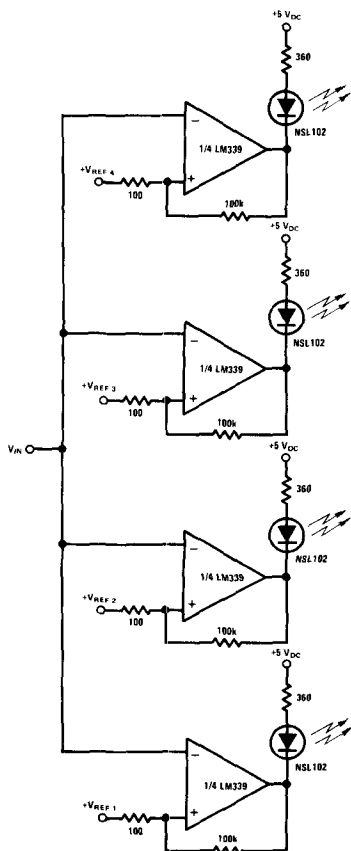 +5 VDC
360
NSL102
−
1/4 LM339
+VREF 4
+
100
100k
+5 VDC
360
NSL102
−
1/4 LM339
+VREF 3
+
100
100k
VIN
+5 VDC
360
NSL102
−
1/4 LM339
+VREF 2
+
100
100k
+5 VDC
360
NSL102
−
1/4 LM339
+VREF 1
+
100
100k